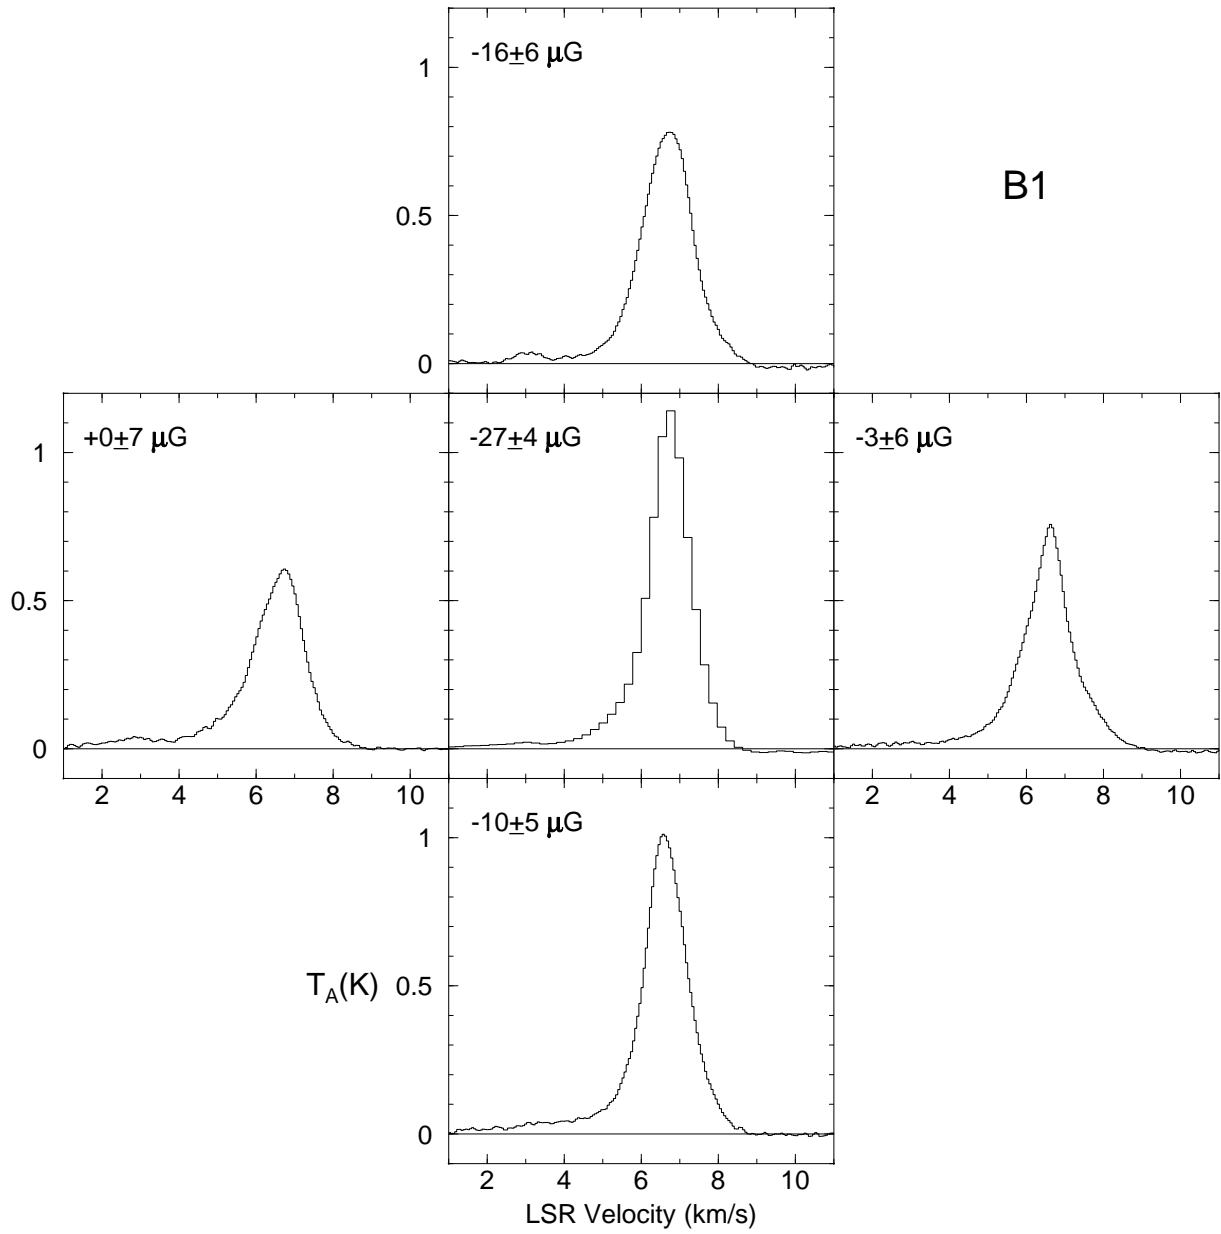 -16±6 μG
1
0.5
0
B1
+0±7 μG
-27±4 μG
-3±6 μG
1
0.5
0
2 4 6 8 10
2 4 6 8 10
-10±5 μG
1
T_A(K) 0.5
0
2 4 6 8 10
LSR Velocity (km/s)